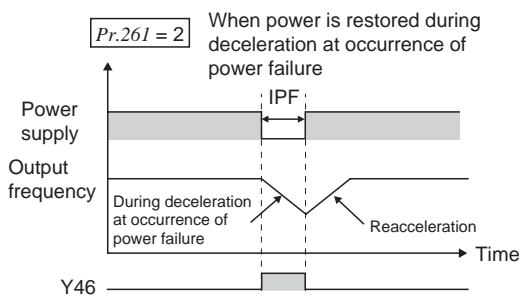 Pr.261 = 2
When power is restored during
deceleration at occurrence of
power failure
IPF
Power
supply
Output
frequency
During deceleration
at occurrence of
power failure
Reacceleration
Time
Y46